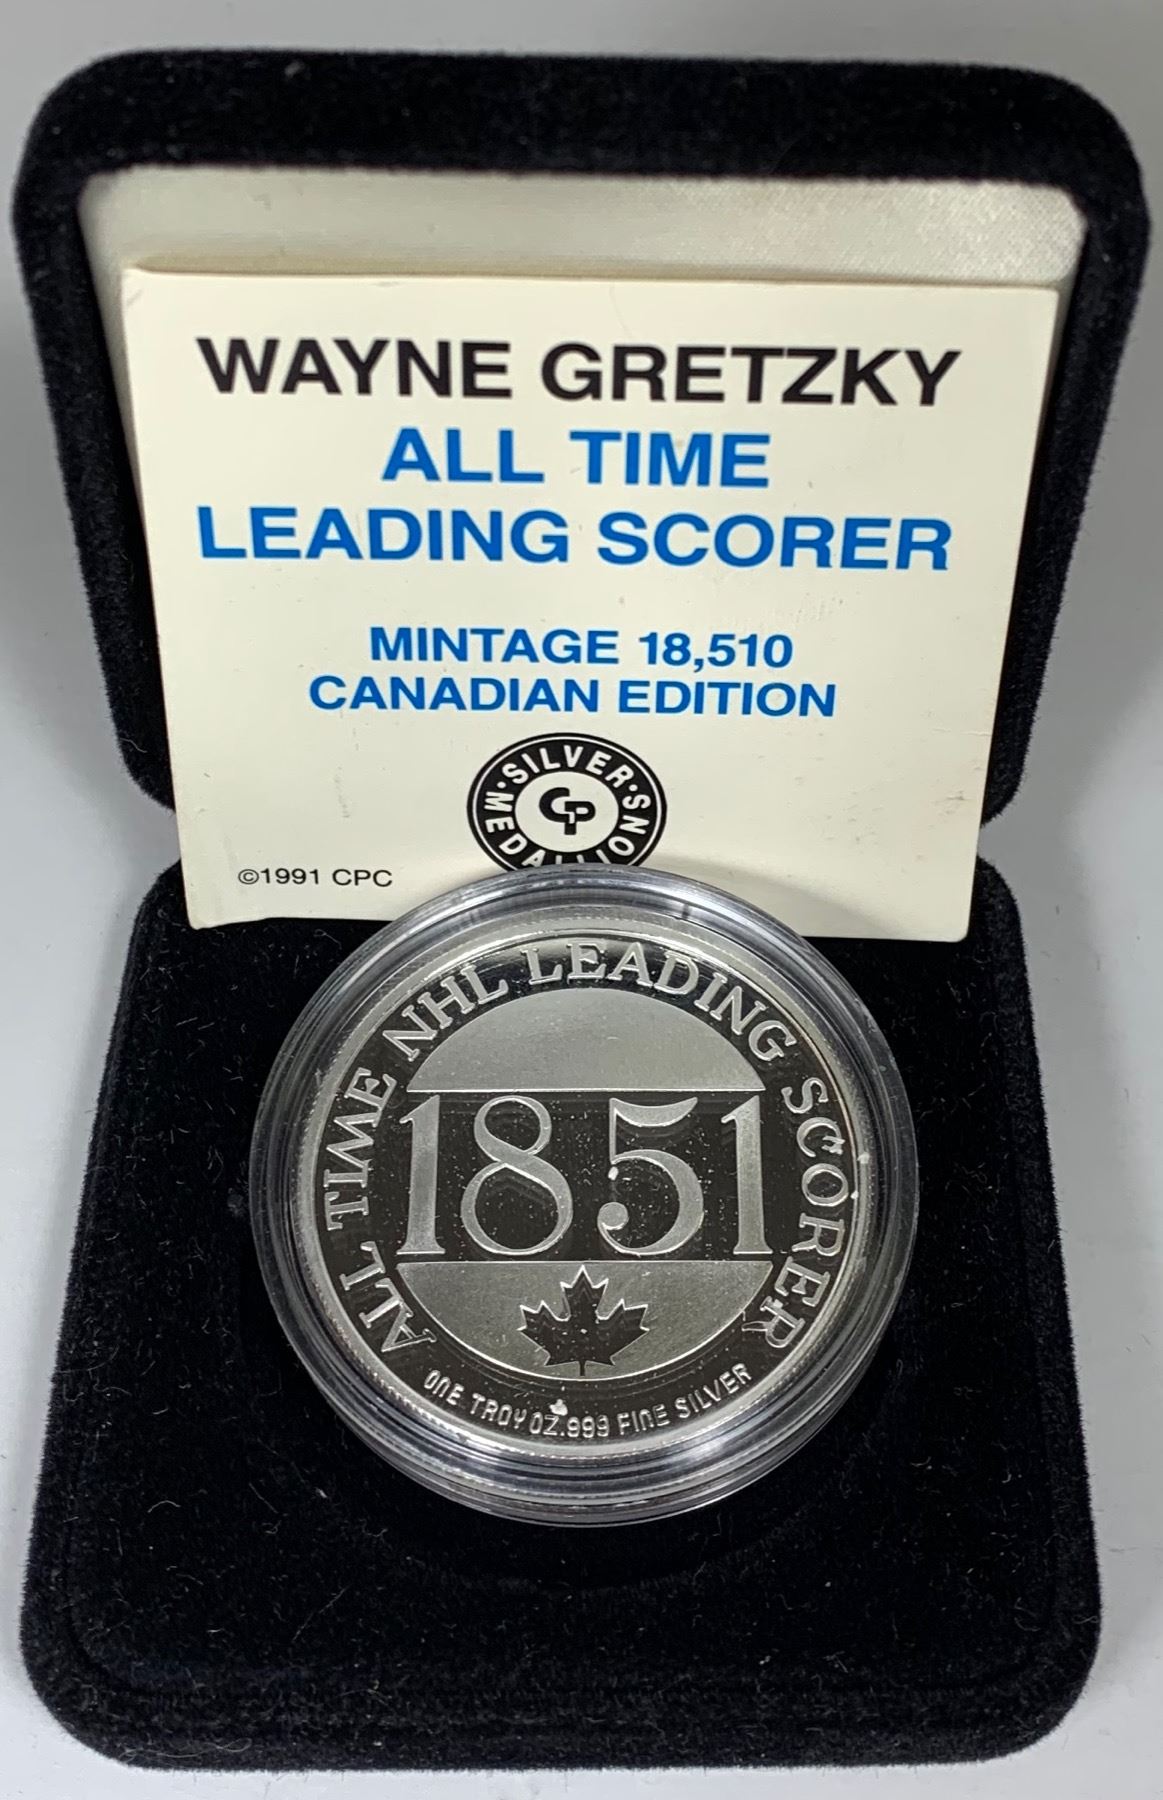 WAYNE GRETZKY
ALL TIME
LEADING SCORER
MINTAGE 18,510
CANADIAN EDITION
·SILVER·
CP
MEDALLIONS
©1991 CPC
ALL TIME NHL LEADING SCORER
1851
ONE TROY OZ .999 FINE SILVER